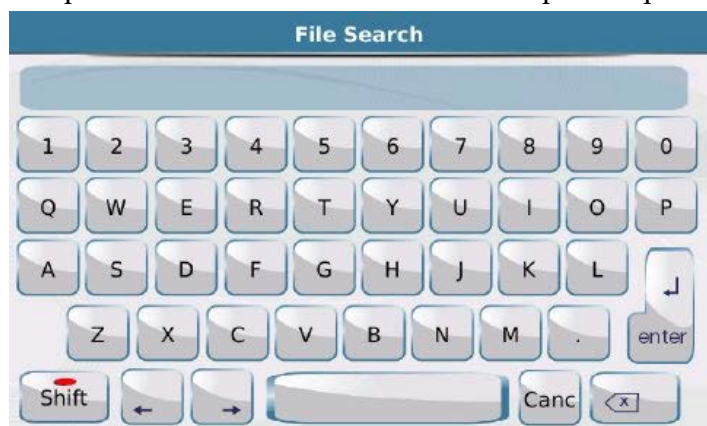 File Search
1 2 3 4 5 6 7 8 9 0
Q W E R T Y U I O P
A S D F G H J K L
Z X C V B N M . enter
Shift ← → Canc x